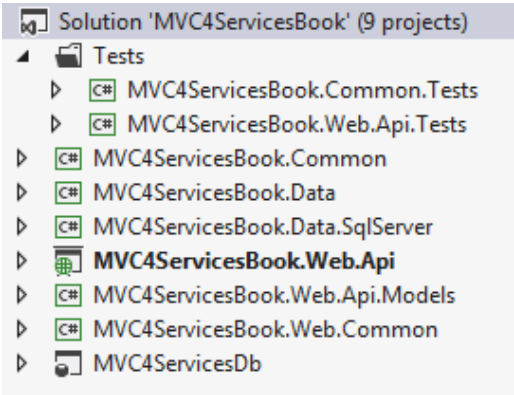 Solution 'MVC4ServicesBook' (9 projects)
Tests
C# MVC4ServicesBook.Common.Tests
C# MVC4ServicesBook.Web.Api.Tests
C# MVC4ServicesBook.Common
C# MVC4ServicesBook.Data
C# MVC4ServicesBook.Data.SqlServer
MVC4ServicesBook.Web.Api
C# MVC4ServicesBook.Web.Api.Models
C# MVC4ServicesBook.Web.Common
MVC4ServicesDb